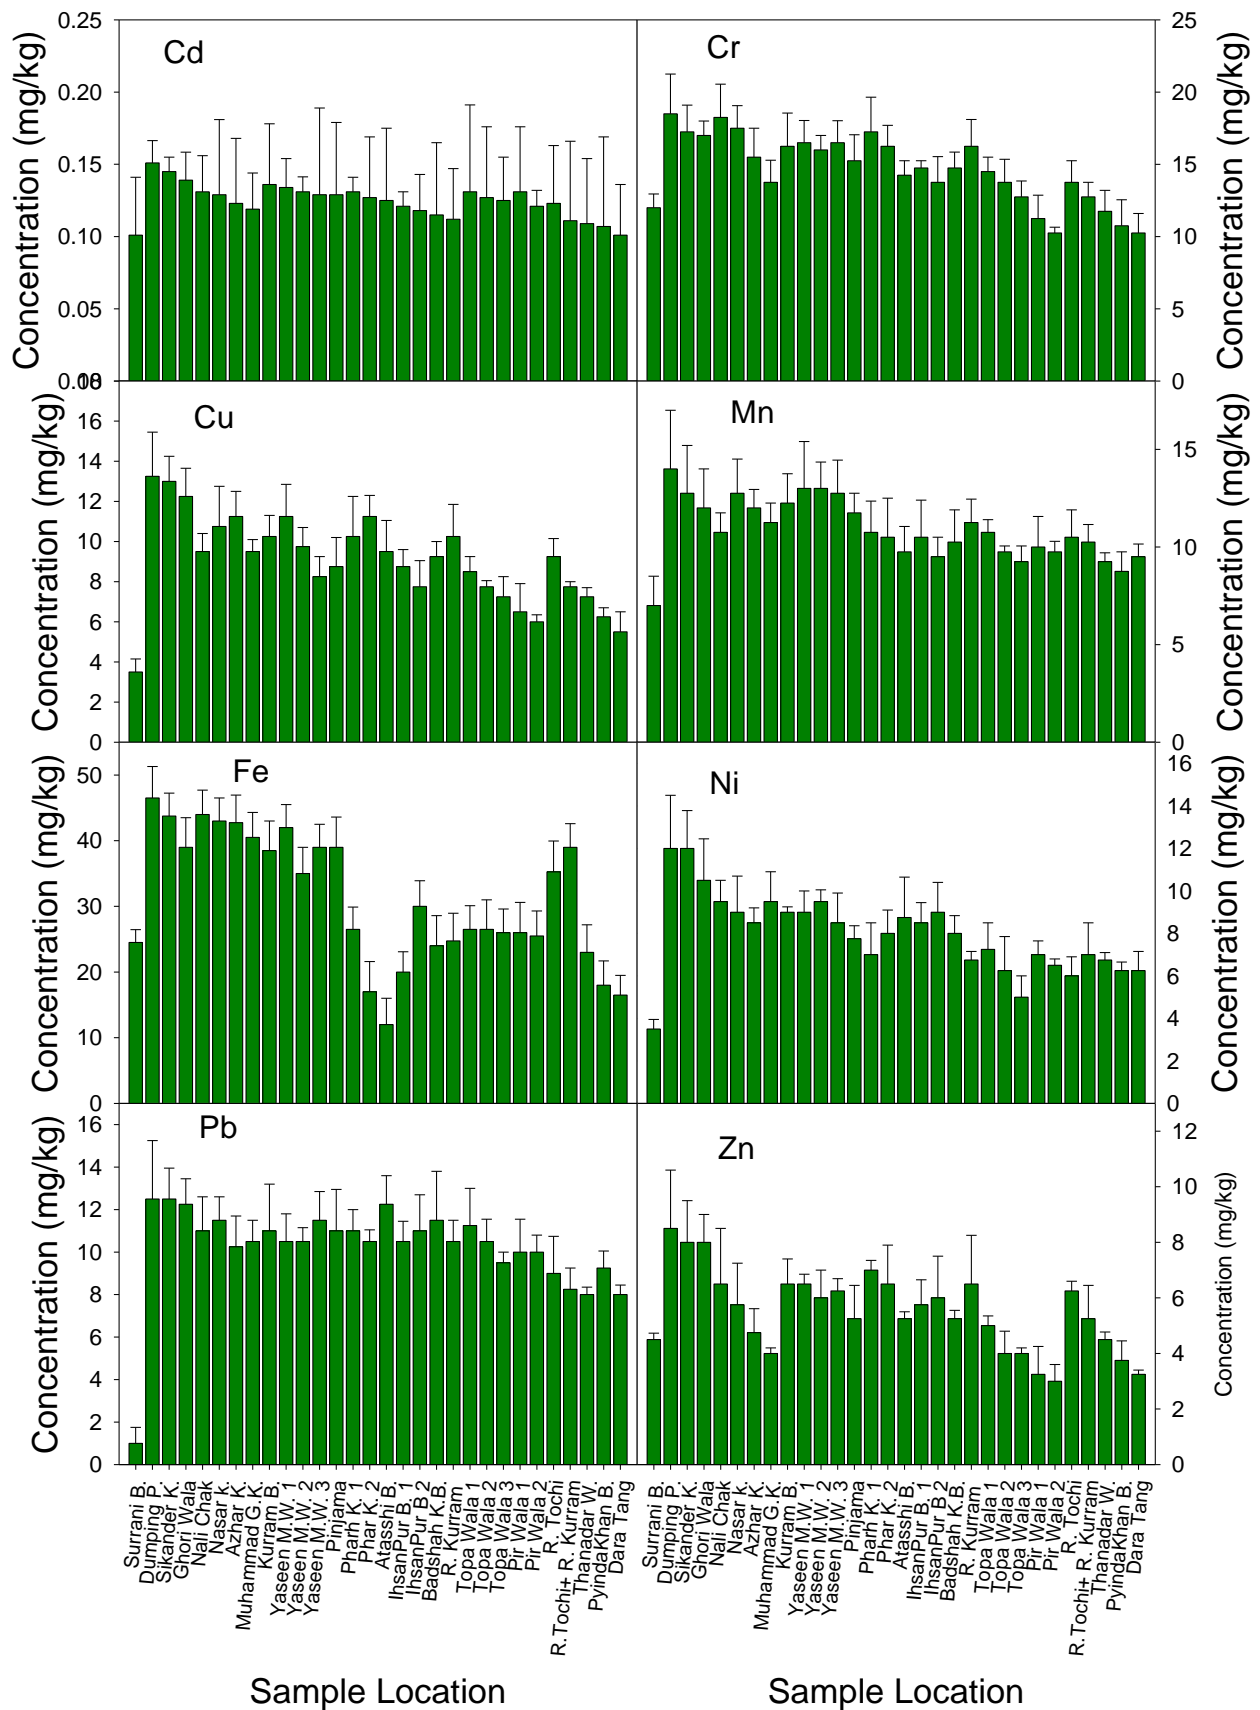 Cd
Concentration (mg/kg)
0.25
0.20
0.15
0.10
0.05
0.00
Cr
Concentration (mg/kg)
25
20
15
10
5
0
Cu
Concentration (mg/kg)
18
16
14
12
10
8
6
4
2
0
Mn
Concentration (mg/kg)
15
10
5
0
Fe
Concentration (mg/kg)
50
40
30
20
10
0
Ni
Concentration (mg/kg)
16
14
12
10
8
6
4
2
0
Pb
Concentration (mg/kg)
16
14
12
10
8
6
4
2
0
Zn
Concentration (mg/kg)
12
10
8
6
4
2
0
Surrani B.
Dumping P.
Sikander K.
Ghori Wala
Nali Chak
Nasar k.
Azhar K.
Muhammad G.K.
Kurram B.
Yaseen M.W. 1
Yaseen M.W. 2
Yaseen M.W. 3
Pinjama
Pharh K. 1
Phar K. 2
Atasshi B.
IhsanPur B. 1
IhsanPur B 2
Badshah K.B.
R. Kurram
Topa Wala 1
Topa Wala 2
Topa Wala 3
Pir Wala 1
Pir Wala 2
R. Tochi
R.Tochi+ R. Kurram
Thanadar W.
PyindaKhan B.
Dara Tang
Sample Location
Surrani B.
Dumping P.
Sikander K.
Ghori Wala
Nali Chak
Nasar k.
Azhar K.
Muhammad G.K.
Kurram B.
Yaseen M.W. 1
Yaseen M.W. 2
Yaseen M.W. 3
Pinjama
Pharh K. 1
Phar K. 2
Atasshi B.
IhsanPur B. 1
IhsanPur B 2
Badshah K.B.
R. Kurram
Topa Wala 1
Topa Wala 2
Topa Wala 3
Pir Wala 1
Pir Wala 2
R. Tochi
R.Tochi+ R. Kurram
Thanadar W.
PyindaKhan B.
Dara Tang
Sample Location